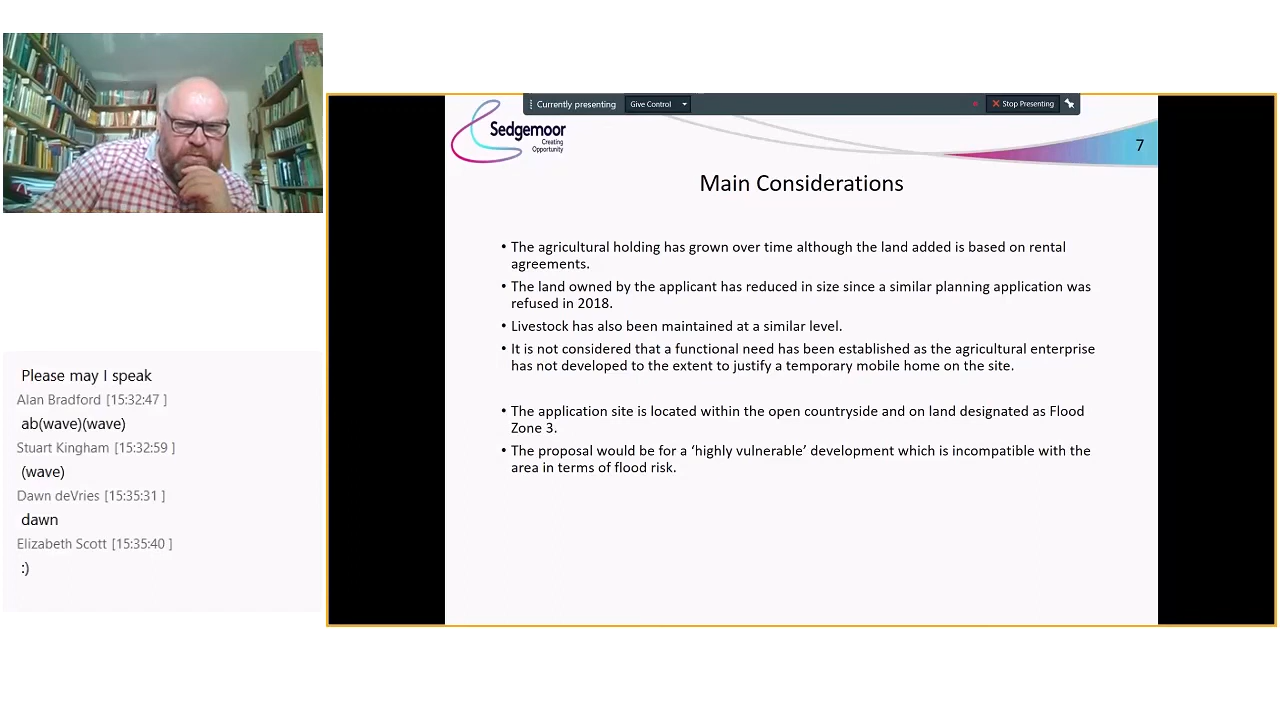 Currently presenting
Give Control
Stop Presenting
Sedgemoor
Creating
Opportunity
7
Main Considerations
• The agricultural holding has grown over time although the land added is based on rental
agreements.
• The land owned by the applicant has reduced in size since a similar planning application was
refused in 2018.
• Livestock has also been maintained at a similar level.
• It is not considered that a functional need has been established as the agricultural enterprise
has not developed to the extent to justify a temporary mobile home on the site.
• The application site is located within the open countryside and on land designated as Flood
Zone 3.
• The proposal would be for a ‘highly vulnerable’ development which is incompatible with the
area in terms of flood risk.
Please may I speak
Alan Bradford [15:32:47 ]
ab(wave)(wave)
Stuart Kingham [15:32:59 ]
(wave)
Dawn deVries [15:35:31 ]
dawn
Elizabeth Scott [15:35:40 ]
:)